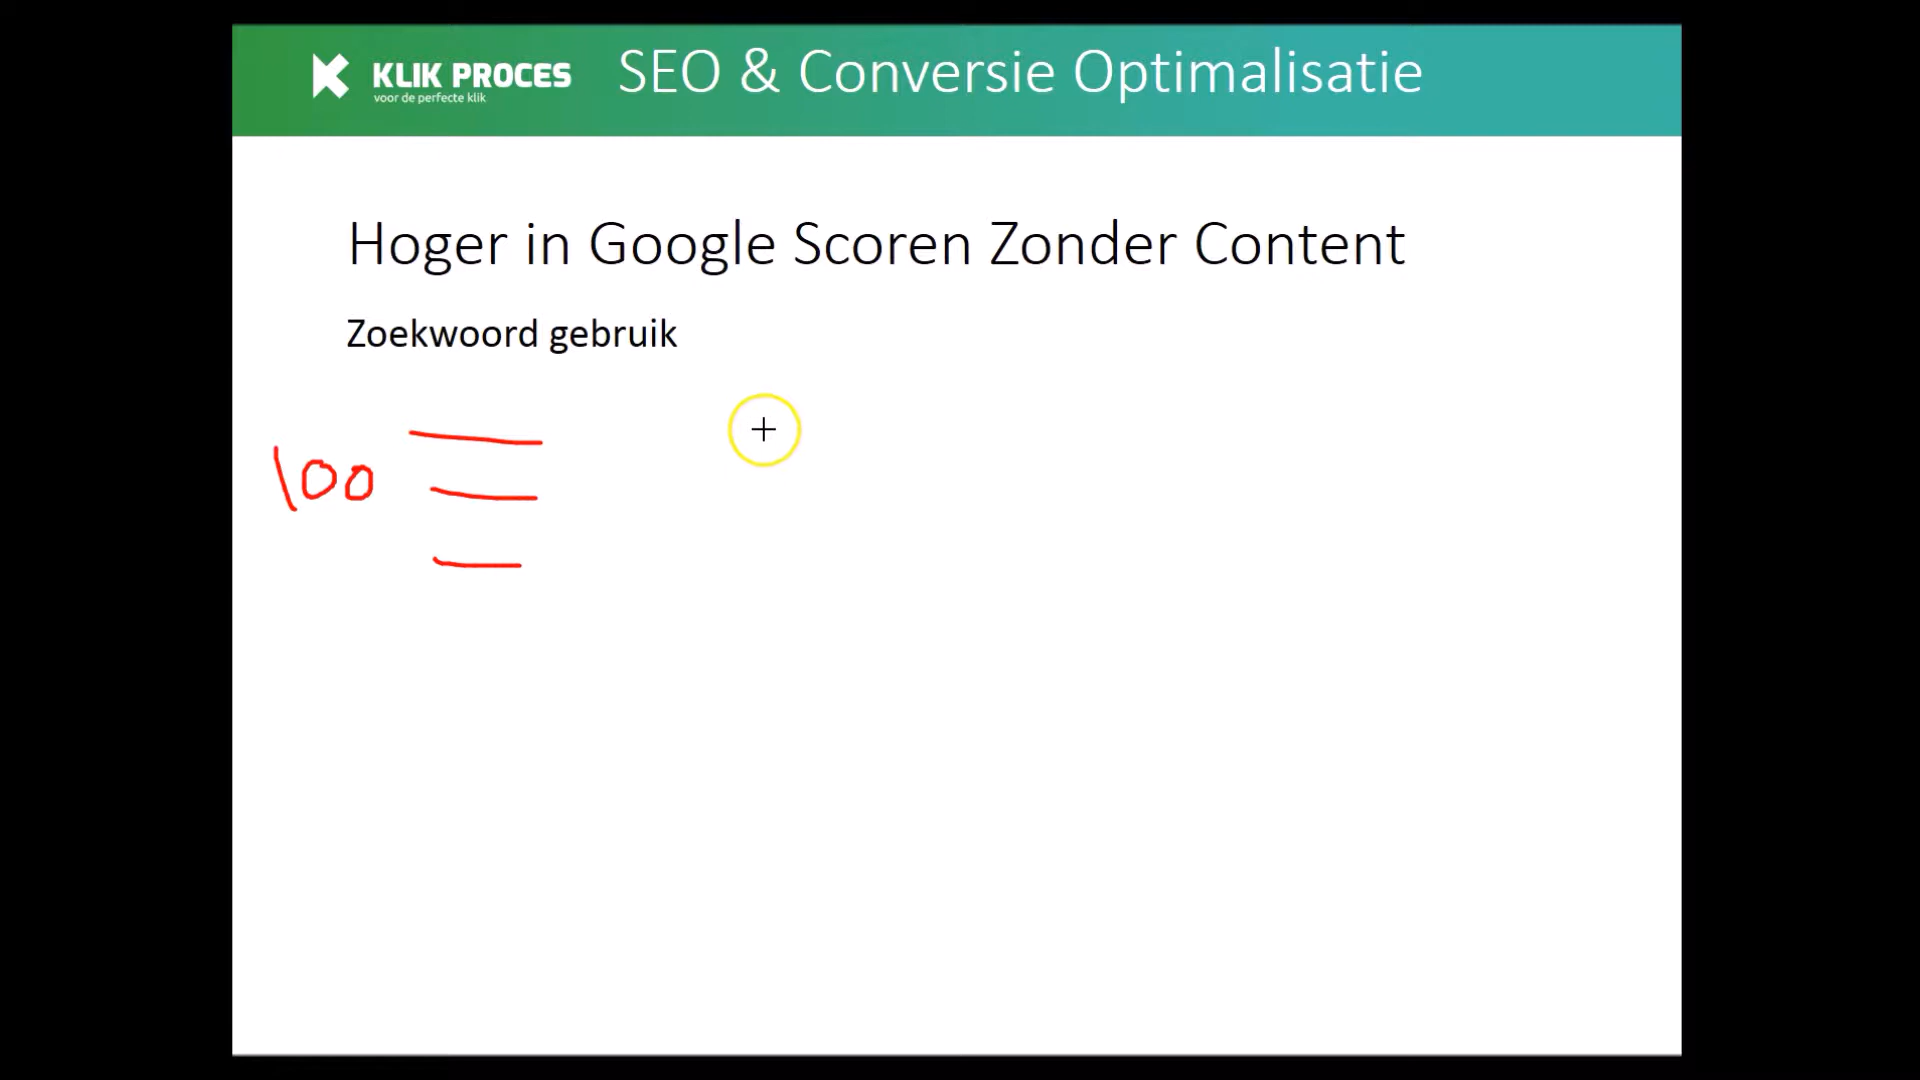 KLIK PROCES
voor de perfecte klik
SEO & Conversie Optimalisatie
Hoger in Google Scoren Zonder Content
Zoekwoord gebruik
100